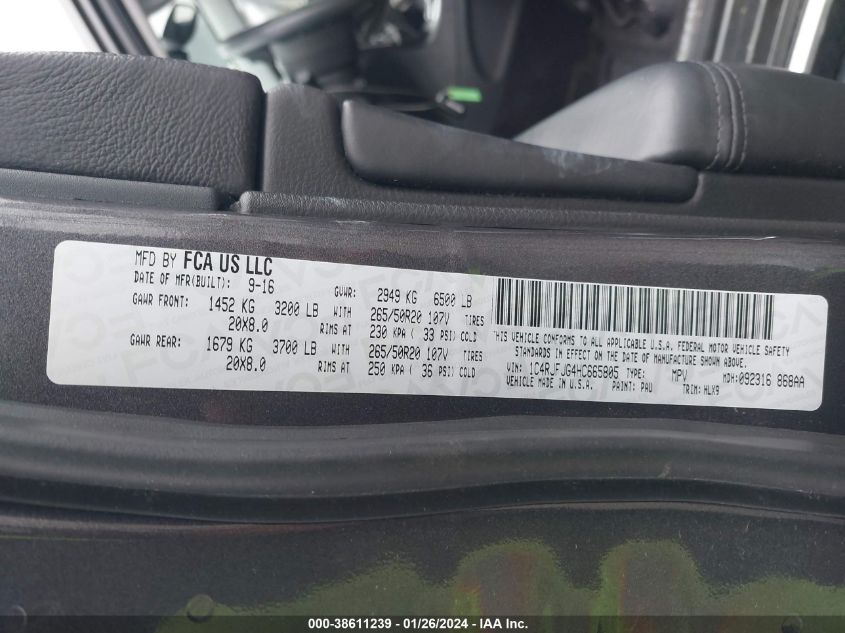 MFD BY FCA US LLC
DATE OF MFR(BUILT): 9-16 GVWR: 2949 KG 6500 LB
GAWR FRONT: 1452 KG 3200 LB WITH 265/50R20 107V TIRES
20X8.0 RIMS AT 230 KPA ( 33 PSI) COLD
GAWR REAR: 1679 KG 3700 LB WITH 265/50R20 107V TIRES
20X8.0 RIMS AT 250 KPA ( 36 PSI) COLD
THIS VEHICLE CONFORMS TO ALL APPLICABLE U.S.A. FEDERAL MOTOR VEHICLE SAFETY
STANDARDS IN EFFECT ON THE DATE OF MANUFACTURE SHOWN ABOVE.
VIN: 1C4RJFJG4HC665805 TYPE: MPV MDH:092316 868AA
VEHICLE MADE IN U.S.A. PAINT: PAU TRIM: HLX9
000-38611239 - 01/26/2024 - IAA Inc.